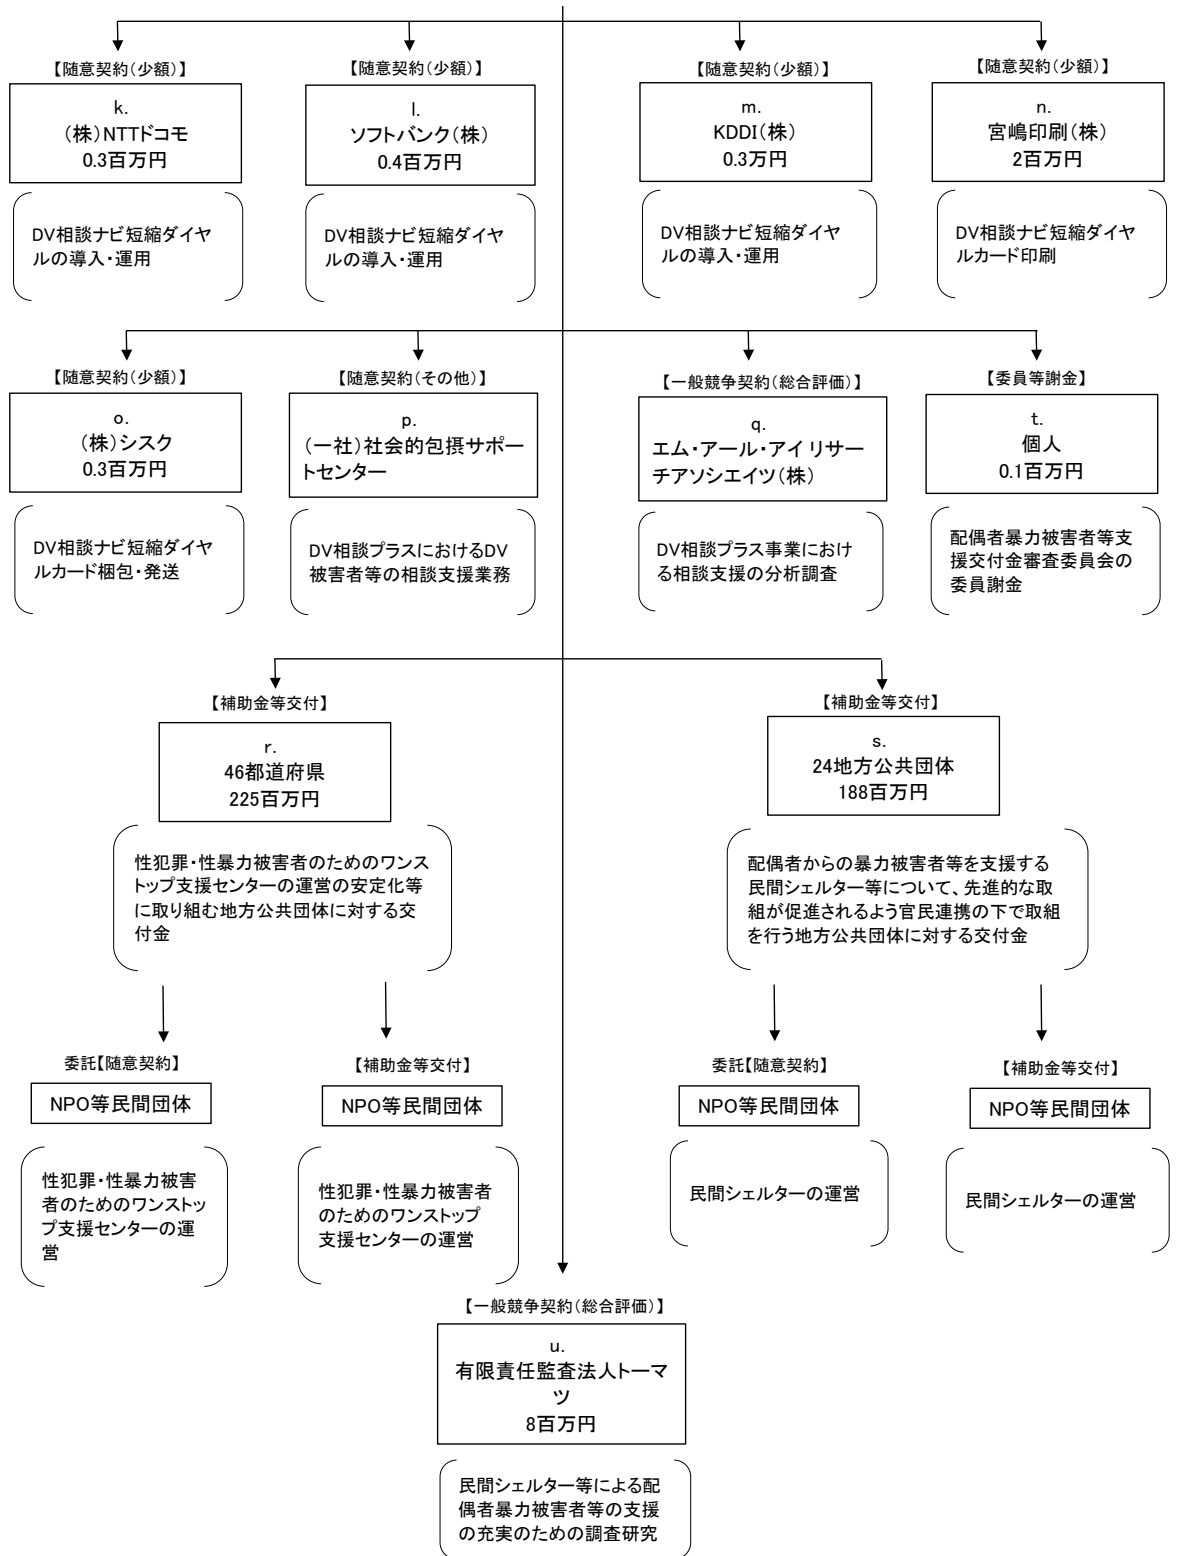 【随意契約(少額)】
k.
(株)NTTドコモ
0.3百万円
DV相談ナビ短縮ダイヤ
ルの導入・運用
【随意契約(少額)】
l.
ソフトバンク(株)
0.4百万円
DV相談ナビ短縮ダイヤ
ルの導入・運用
【随意契約(少額)】
m.
KDDI(株)
0.3万円
DV相談ナビ短縮ダイヤ
ルの導入・運用
【随意契約(少額)】
n.
宮嶋印刷(株)
2百万円
DV相談ナビ短縮ダイヤ
ルカード印刷
【随意契約(少額)】
o.
(株)シスク
0.3百万円
DV相談ナビ短縮ダイヤ
ルカード梱包・発送
【随意契約(その他)】
p.
(一社)社会的包摂サポー
トセンター
DV相談プラスにおけるDV
被害者等の相談支援業務
【一般競争契約(総合評価)】
q.
エム・アール・アイ リサー
チアソシエイツ(株)
DV相談プラス事業におけ
る相談支援の分析調査
【委員等謝金】
t.
個人
0.1百万円
配偶者暴力被害者等支
援交付金審査委員会の
委員謝金
【補助金等交付】
r.
46都道府県
225百万円
性犯罪・性暴力被害者のためのワンス
トップ支援センターの運営の安定化等
に取り組む地方公共団体に対する交
付金
【補助金等交付】
s.
24地方公共団体
188百万円
配偶者からの暴力被害者等を支援する
民間シェルター等について、先進的な取
組が促進されるよう官民連携の下で取組
を行う地方公共団体に対する交付金
委託【随意契約】
NPO等民間団体
性犯罪・性暴力被害
者のためのワンストッ
プ支援センターの運
営
【補助金等交付】
NPO等民間団体
性犯罪・性暴力被害者
のためのワンストップ
支援センターの運営
委託【随意契約】
NPO等民間団体
民間シェルターの運営
【補助金等交付】
NPO等民間団体
民間シェルターの運営
【一般競争契約(総合評価)】
u.
有限責任監査法人トーマ
ツ
8百万円
民間シェルター等による配
偶者暴力被害者等の支援
の充実のための調査研究